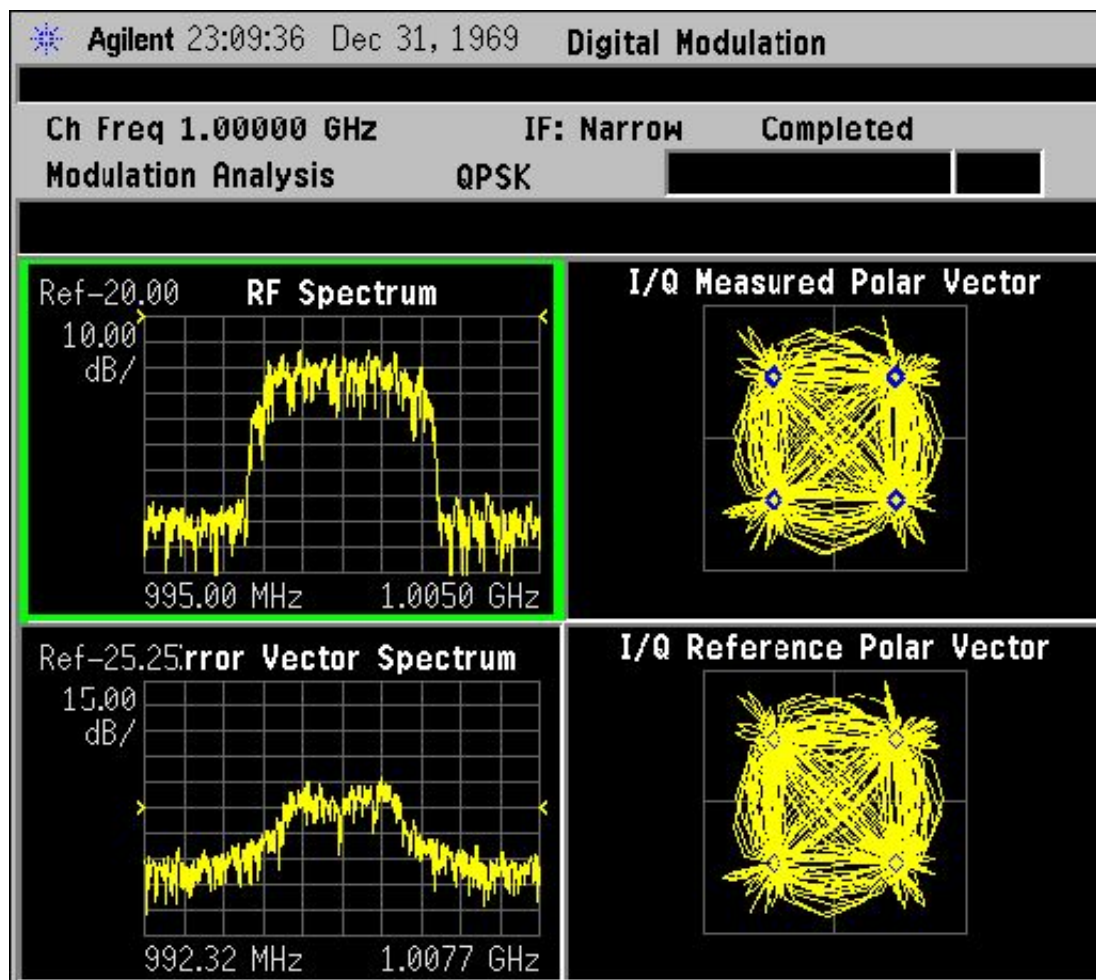 Agilent 23:09:36 Dec 31, 1969 Digital Modulation
Ch Freq 1.00000 GHz IF: Narrow Completed
Modulation Analysis QPSK
Ref-20.00 RF Spectrum
10.00
dB/
995.00 MHz 1.0050 GHz
I/Q Measured Polar Vector
Ref-25.25 rror Vector Spectrum
15.00
dB/
992.32 MHz 1.0077 GHz
I/Q Reference Polar Vector